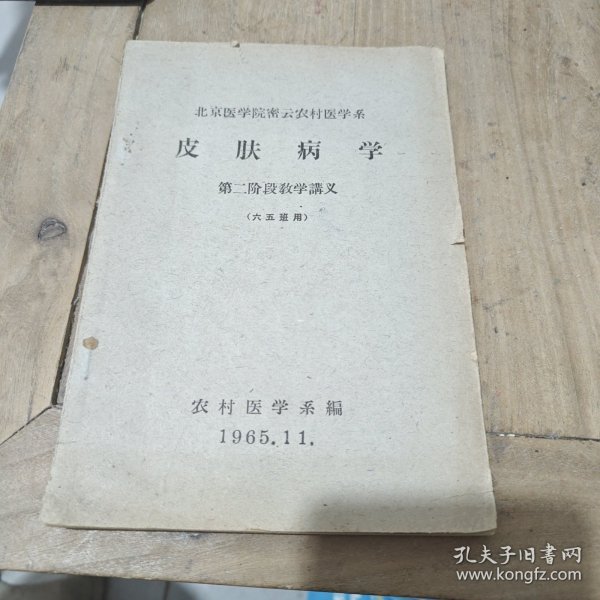 北京医学院密云农村医学系
皮肤病学
第二阶段教学講义
（六五班用）
农村医学系編
1965.11.
孔夫子旧书网
www.kongfz.com